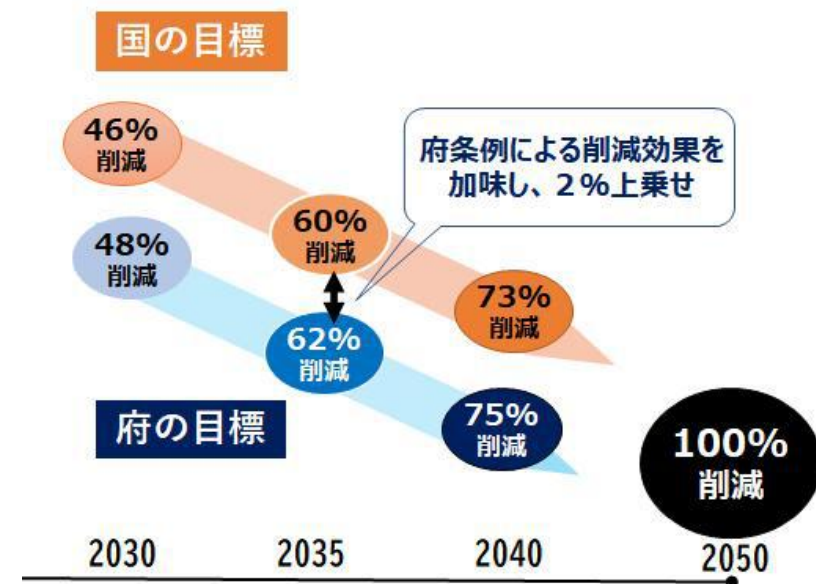 国の目標
46%
削減
府条例による削減効果を
加味し、２％上乗せ
60%
削減
48%
削減
73%
削減
62%
削減
府の目標
75%
削減
100%
削減
2030
2035
2040
2050